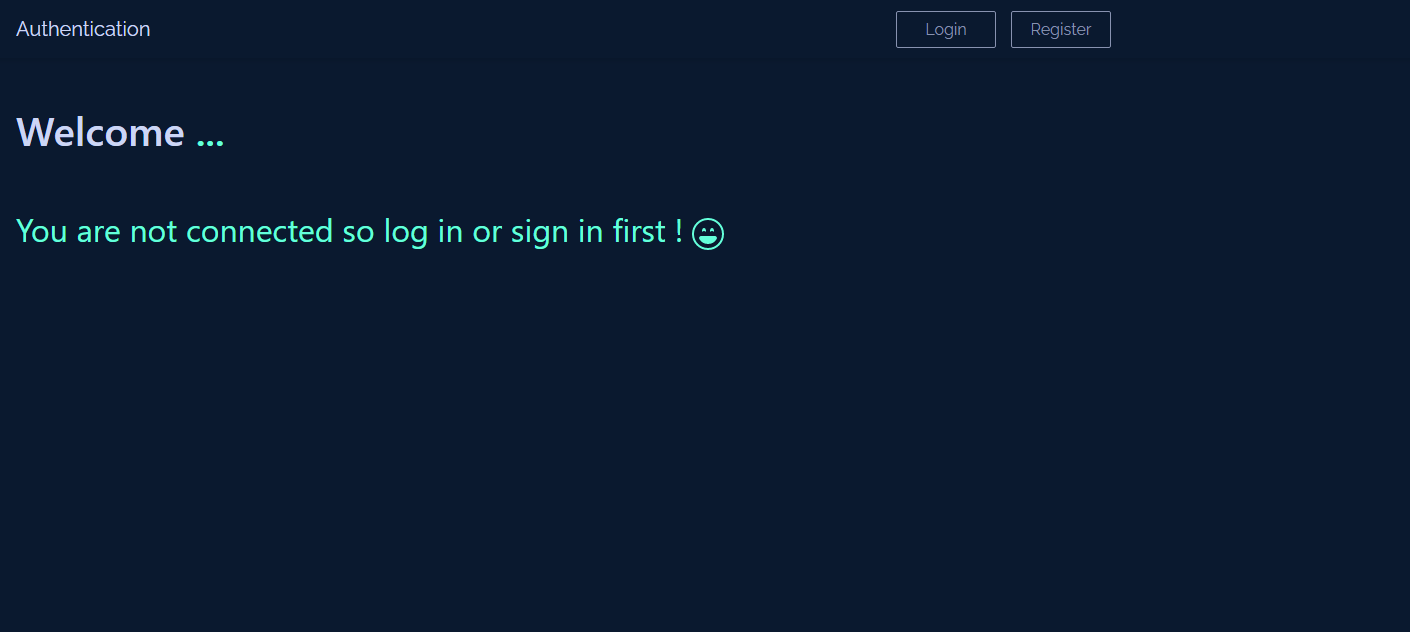 Authentication
Login
Register
Welcome ...
You are not connected so log in or sign in first !